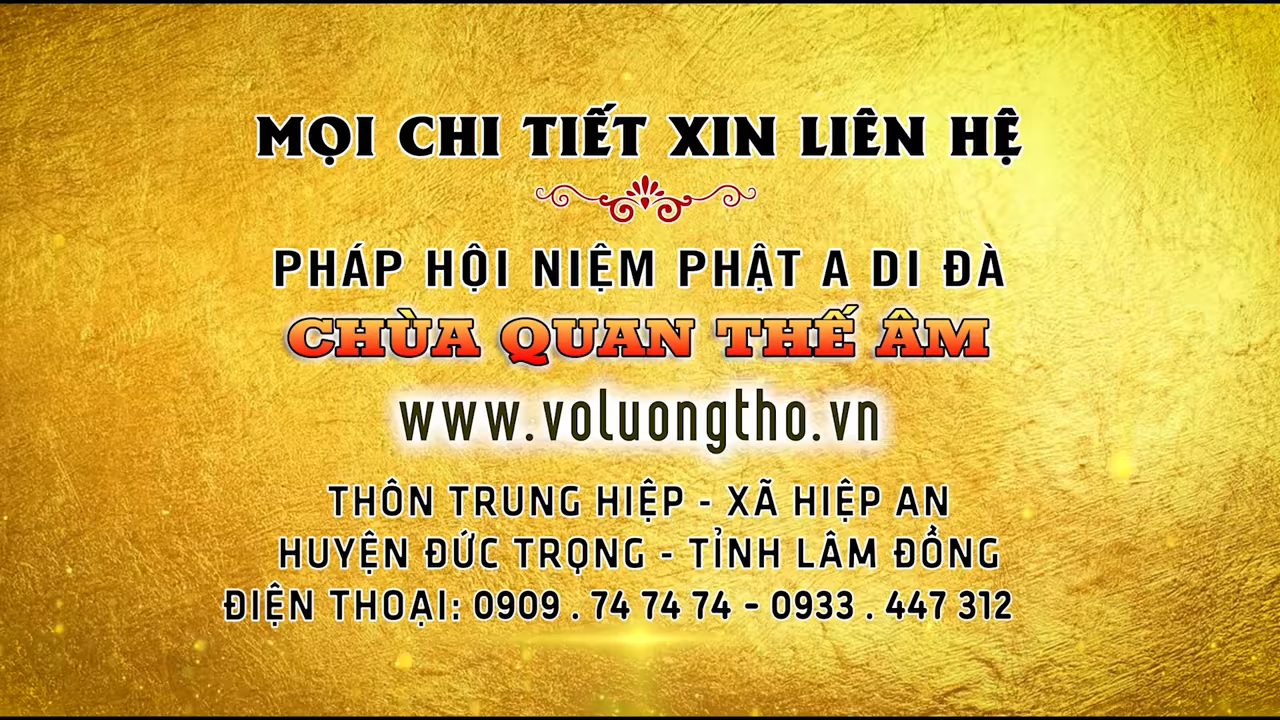 MỌI CHI TIẾT XIN LIÊN HỆ
PHÁP HỘI NIỆM PHẬT A DI ĐÀ
CHÙA QUAN THẾ ÂM
www.voluongtho.vn
THÔN TRUNG HIỆP - XÃ HIỆP AN
HUYỆN ĐỨC TRỌNG - TỈNH LÂM ĐỒNG
ĐIỆN THOẠI: 0909 . 74 74 74 - 0933 . 447 312